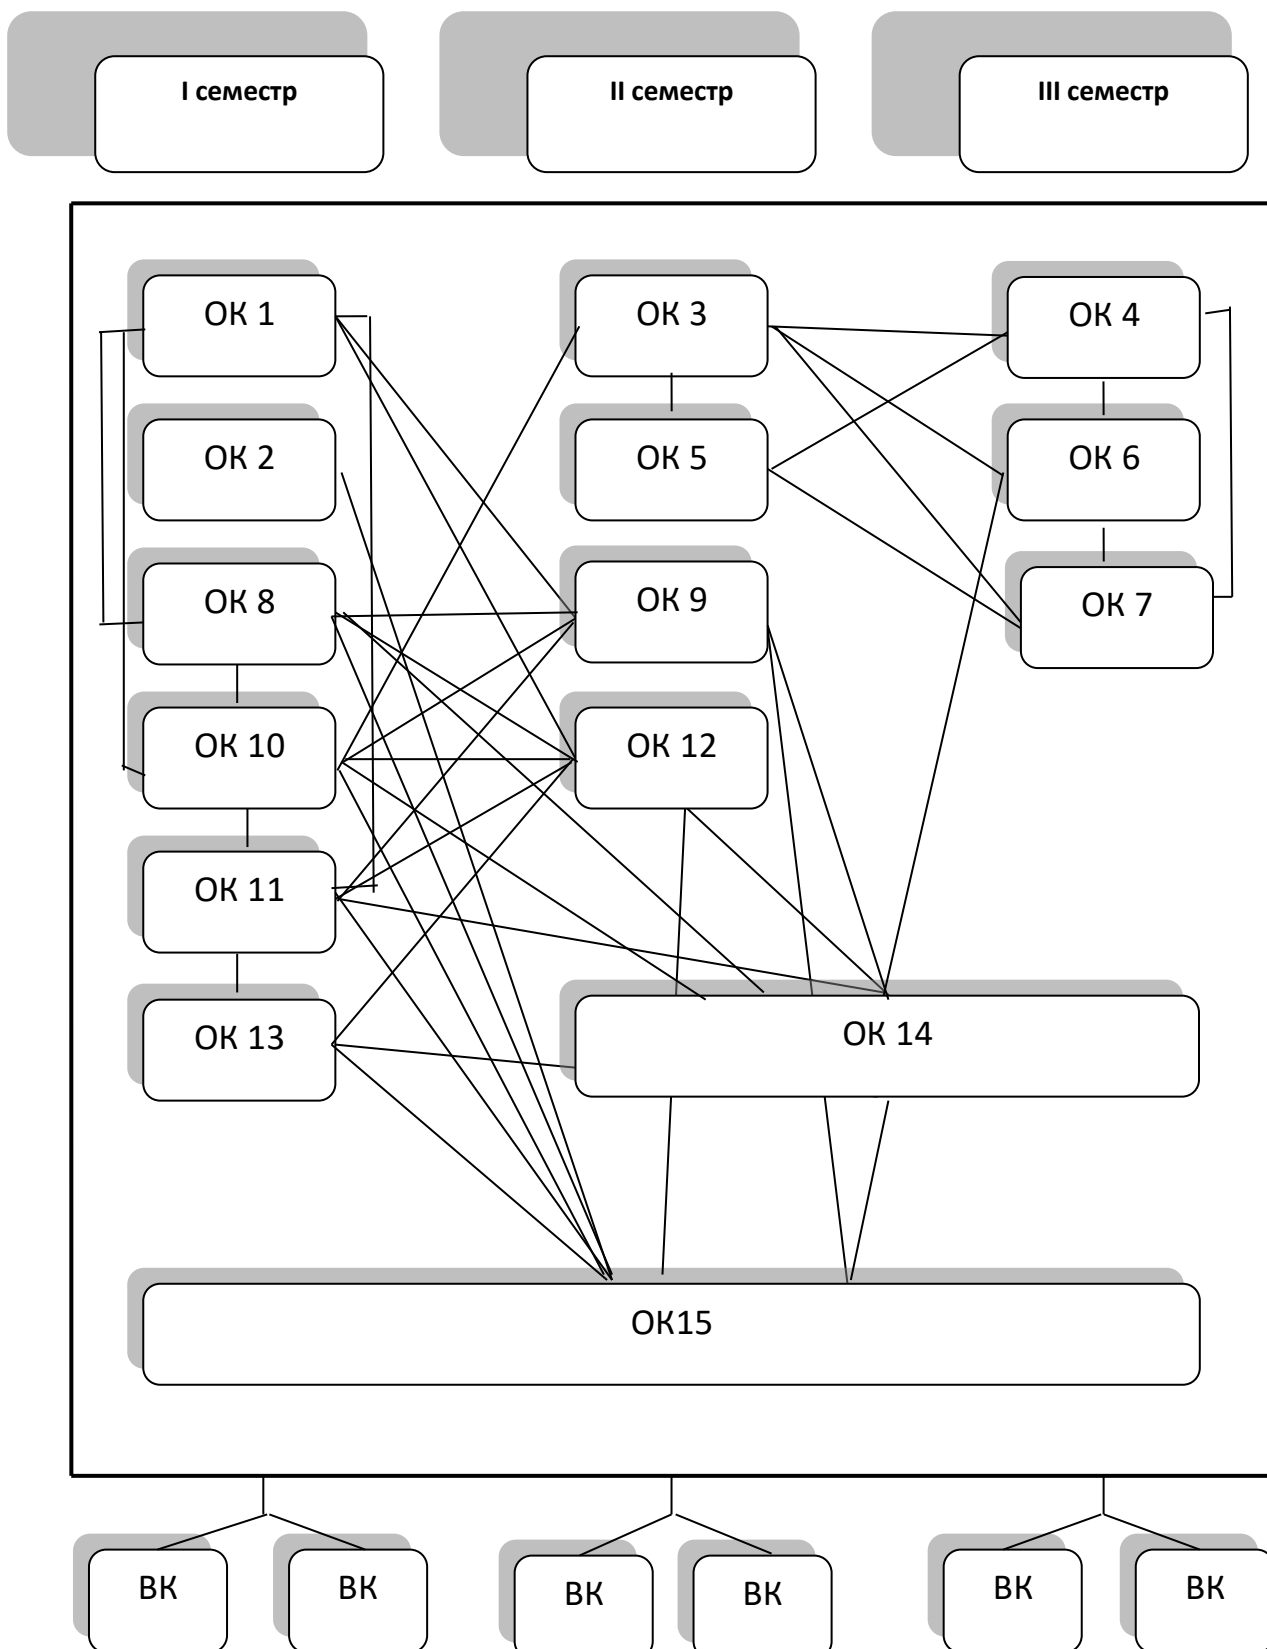 І семестр
ІІ семестр
ІІІ семестр
ОК 1
ОК 3
ОК 4
ОК 2
ОК 5
ОК 6
ОК 8
ОК 9
ОК 7
ОК 10
ОК 12
ОК 11
ОК 13
ОК 14
ОК15
ВК
ВК
ВК
ВК
ВК
ВК